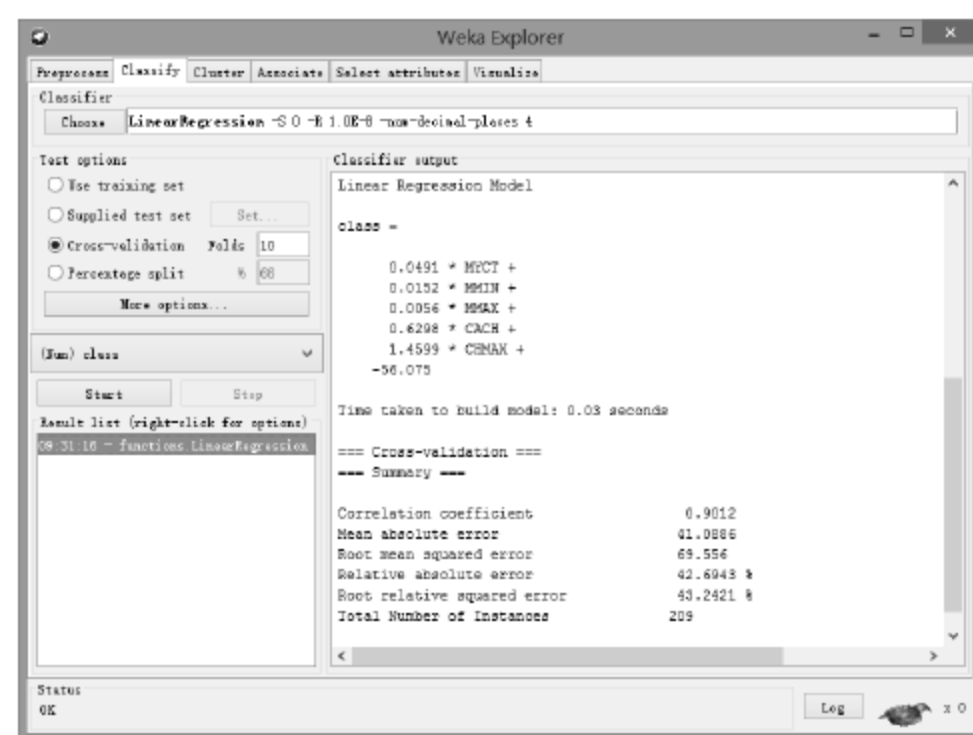 Weka Explorer
Preprocess Classify Cluster Associate Select attributes Visualize
Classifier
Choose LinearRegression -S 0 -R 1.0E-8 -num-decimal-places 4
Test options
Use training set
Supplied test set Set...
Cross-validation Folds 10
Percentage split % 66
More options...
(Num) class
Start Stop
Result list (right-click for options)
09:31:16 - functions.LinearRegression
Classifier output
Linear Regression Model
class =
0.0491 * MYCT +
0.0152 * MMIN +
0.0056 * MMAX +
0.6298 * CACH +
1.4599 * CHMAX +
-56.075
Time taken to build model: 0.03 seconds
=== Cross-validation ===
=== Summary ===
Correlation coefficient 0.9012
Mean absolute error 41.0886
Root mean squared error 69.556
Relative absolute error 42.6943 %
Root relative squared error 43.2421 %
Total Number of Instances 209
Status
OK
Log
x 0